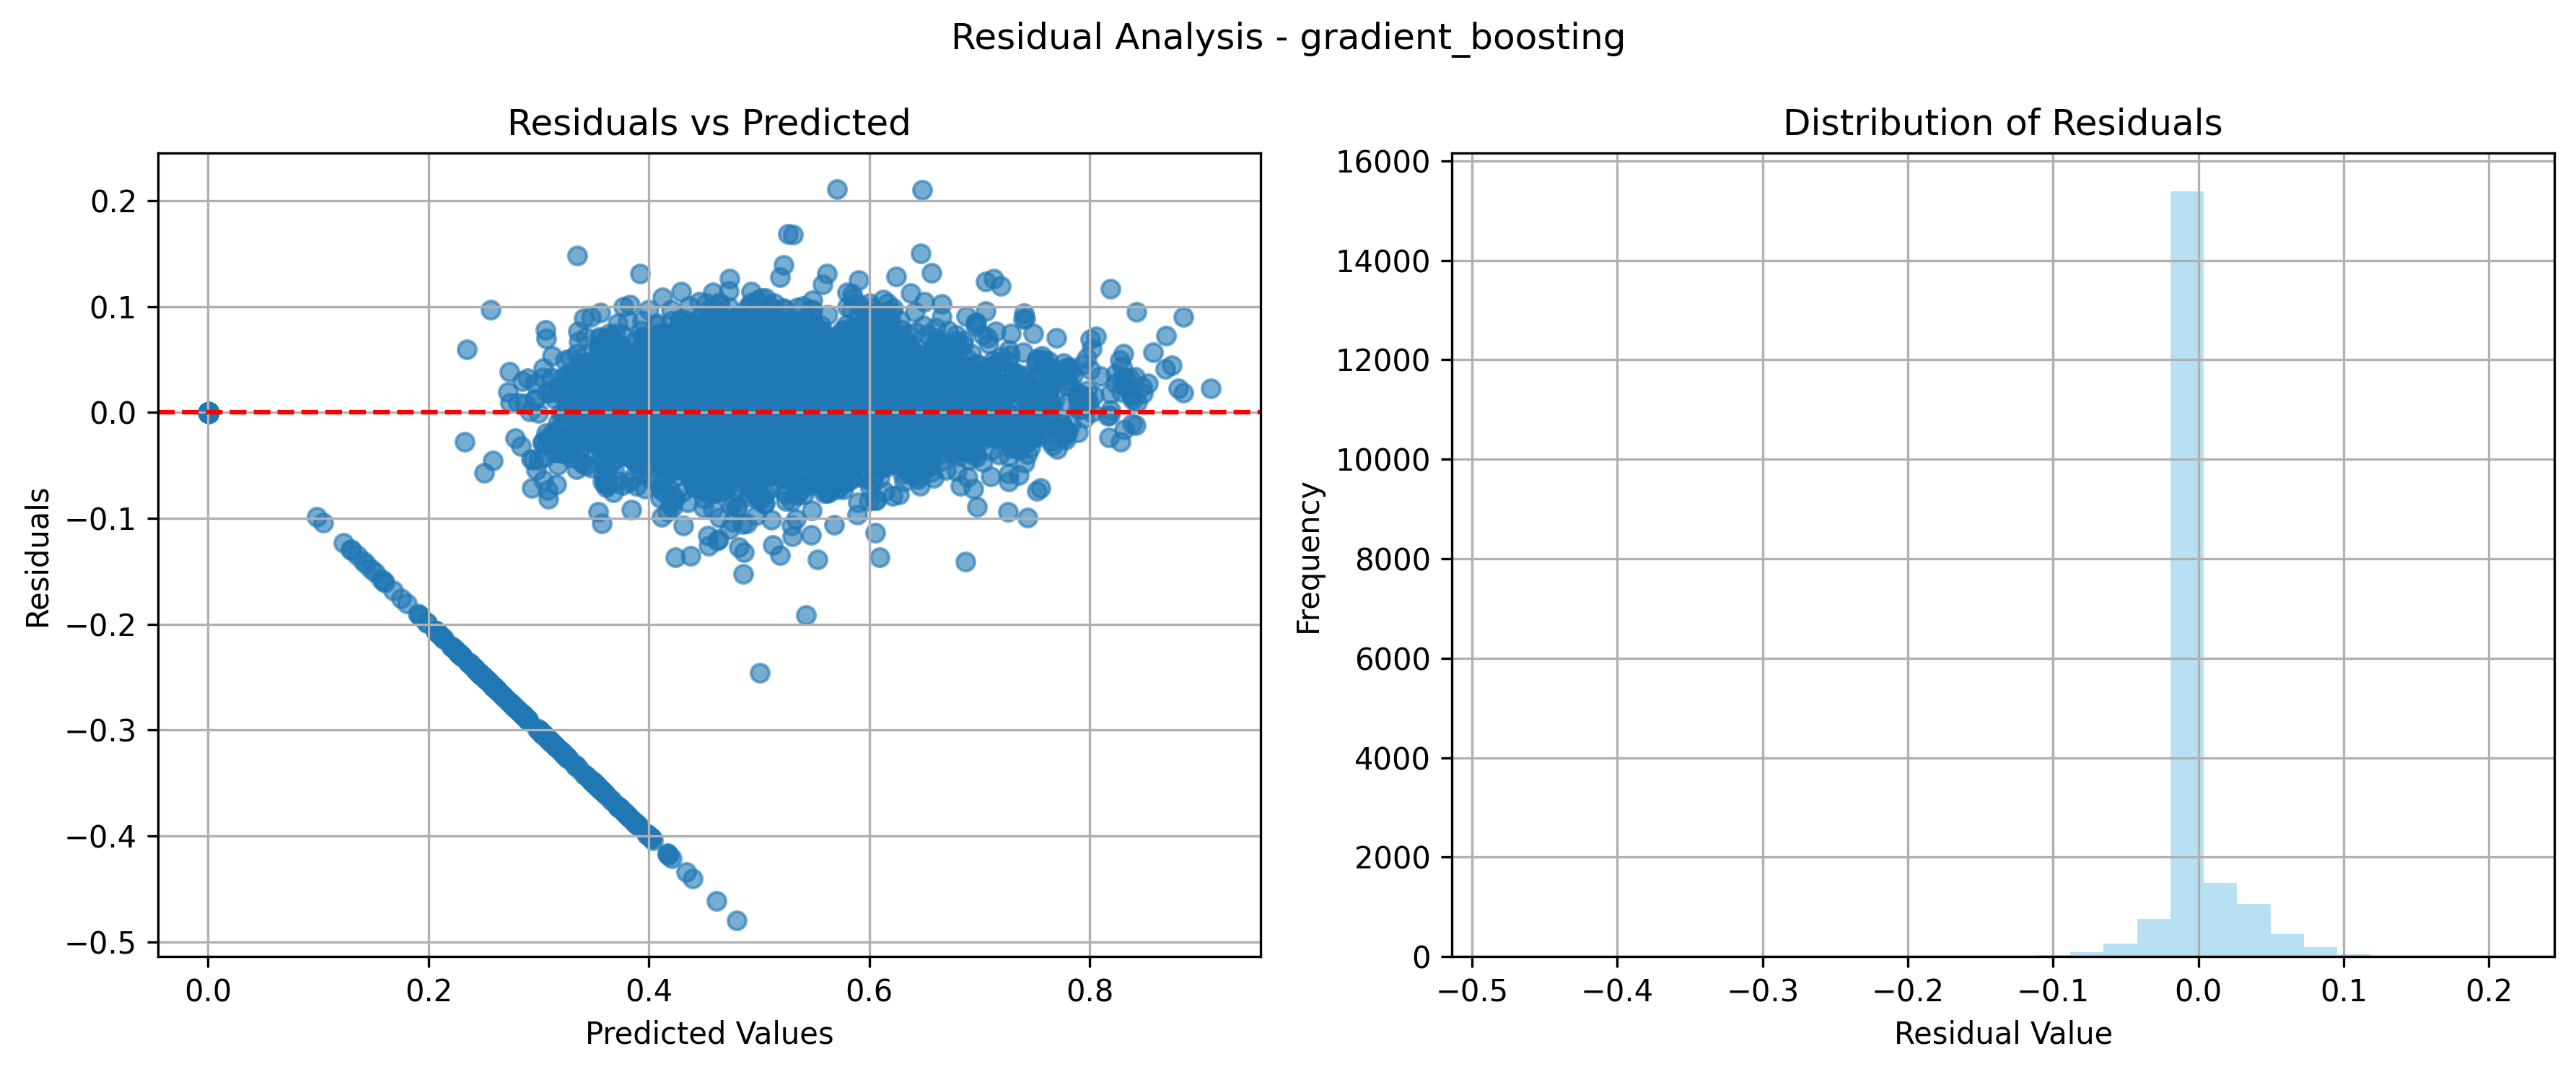 Residual Analysis - gradient_boosting
Residuals vs Predicted
Residuals
0.2
0.1
0.0
−0.1
−0.2
−0.3
−0.4
−0.5
0.0 0.2 0.4 0.6 0.8
Predicted Values
Distribution of Residuals
Frequency
16000
14000
12000
10000
8000
6000
4000
2000
0
−0.5 −0.4 −0.3 −0.2 −0.1 0.0 0.1 0.2
Residual Value